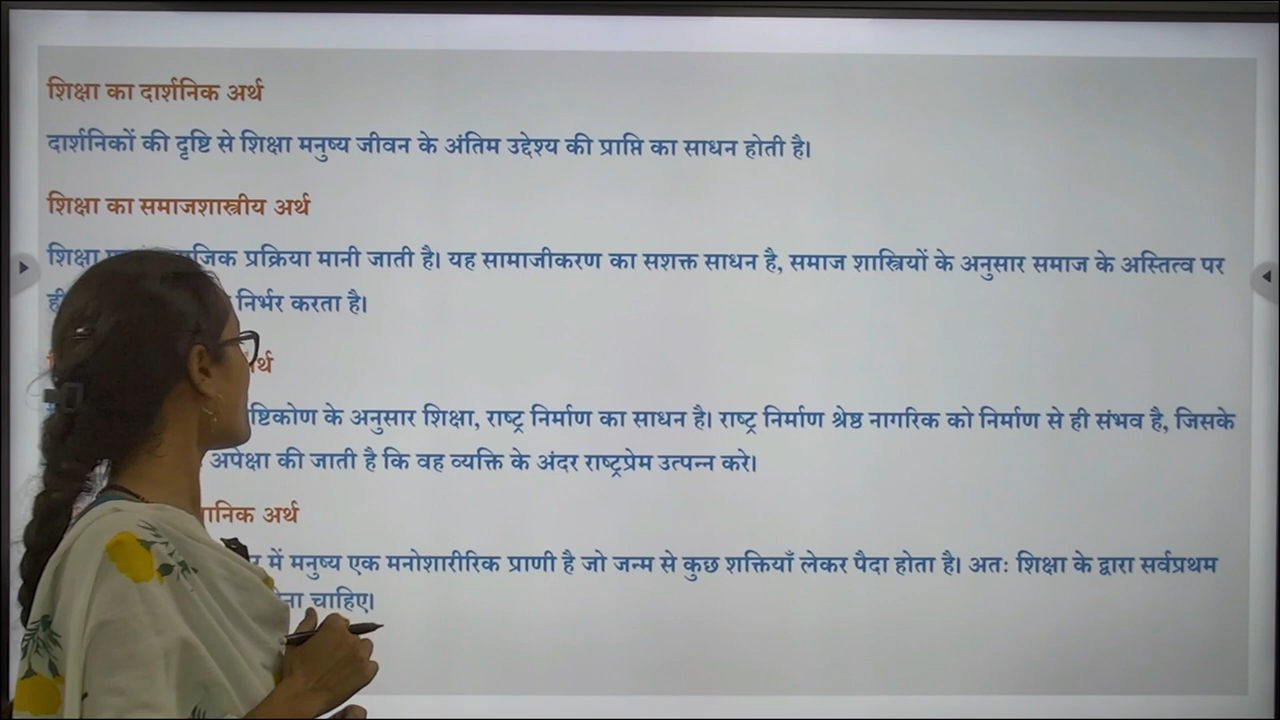 शिक्षा का दार्शनिक अर्थ
दार्शनिकों की दृष्टि से शिक्षा मनुष्य जीवन के अंतिम उद्देश्य की प्राप्ति का साधन होती है।
शिक्षा का समाजशास्त्रीय अर्थ
शिक्षा प्रक्रिया मानी जाती है। यह सामाजीकरण का सशक्त साधन है, समाज शास्त्रियों के अनुसार समाज के अस्तित्व पर
निर्भर करता है।
अर्थ
के अनुसार शिक्षा, राष्ट्र निर्माण का साधन है। राष्ट्र निर्माण श्रेष्ठ नागरिक को निर्माण से ही संभव है, जिसके
अपेक्षा की जाती है कि वह व्यक्ति के अंदर राष्ट्रप्रेम उत्पन्न करे।
अर्थ
में मनुष्य एक मनोशारीरिक प्राणी है जो जन्म से कुछ शक्तियाँ लेकर पैदा होता है। अतः शिक्षा के द्वारा सर्वप्रथम
चाहिए।